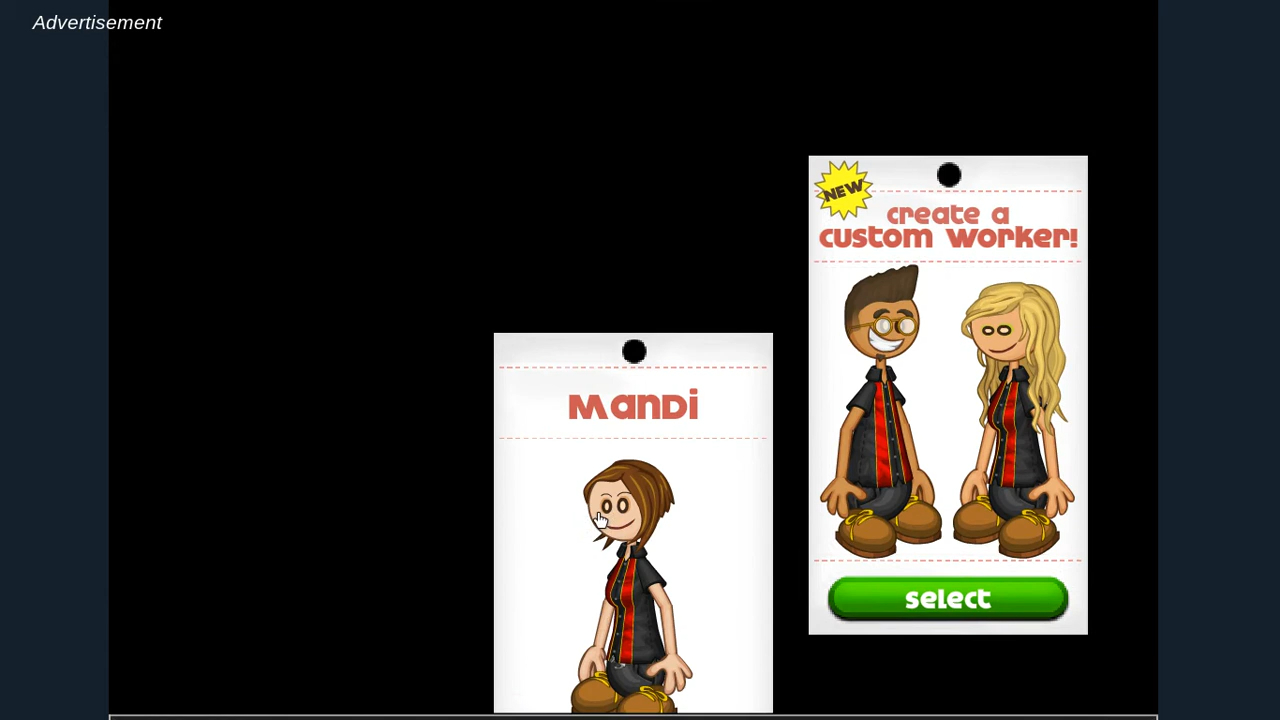 Advertisement
NEW
create a
custom worker!
Mandi
select